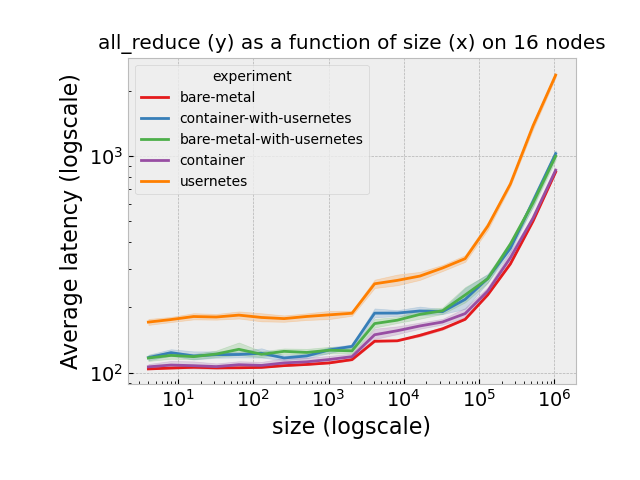 all_reduce (y) as a function of size (x) on 16 nodes
experiment
bare-metal
container-with-usernetes
bare-metal-with-usernetes
container
usernetes
Average latency (logscale)
10³
10²
10¹ 10² 10³ 10⁴ 10⁵ 10⁶
size (logscale)